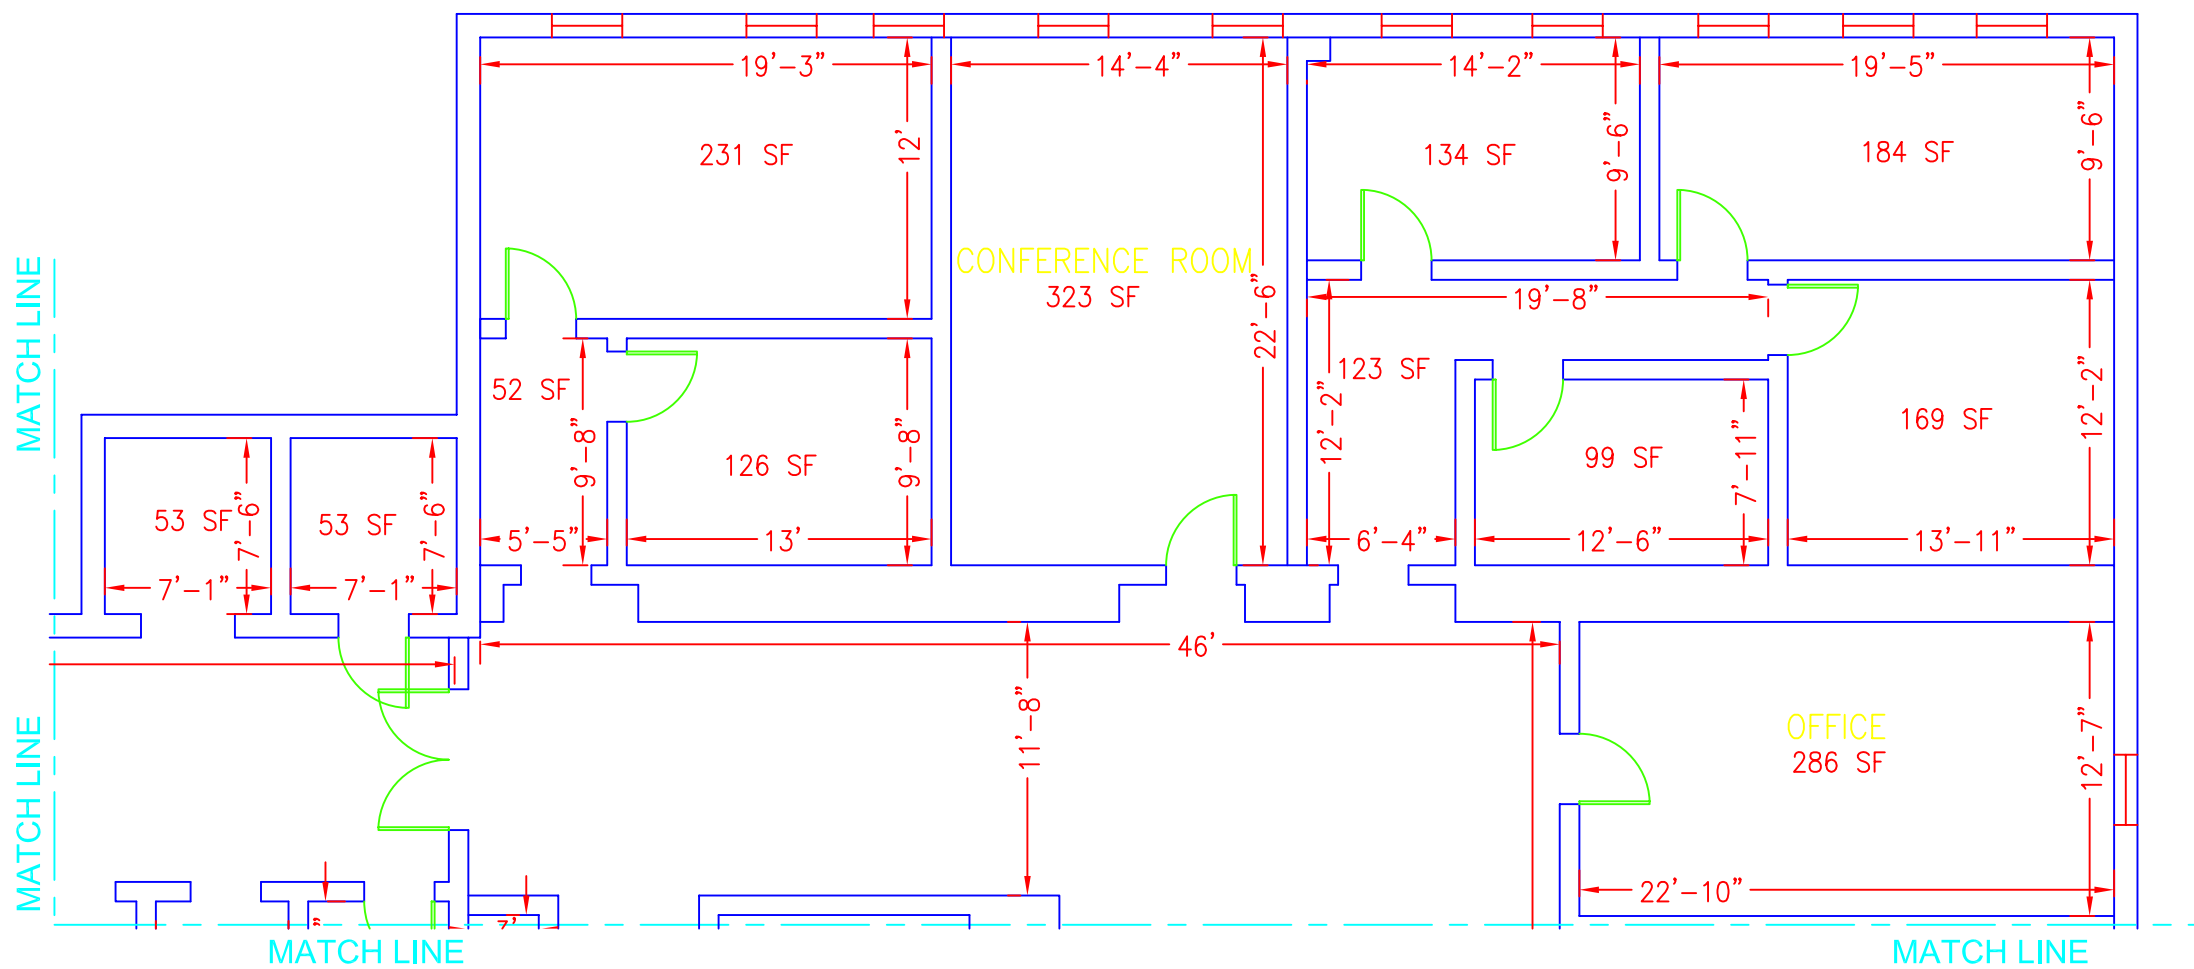 19'-3"
14'-4"
14'-2"
19'-5"
12'
9'-6"
9'-6"
231 SF
134 SF
184 SF
CONFERENCE ROOM
323 SF
22'-6"
19'-8"
MATCH LINE
52 SF
123 SF
9'-8"
9'-8"
12'-2"
12'-2"
169 SF
126 SF
99 SF
7'-11"
53 SF
7'-6"
53 SF
7'-6"
5'-5"
13'
6'-4"
12'-6"
13'-11"
7'-1"
7'-1"
46'
11'-8"
OFFICE
286 SF
12'-7"
MATCH LINE
22'-10"
MATCH LINE
MATCH LINE